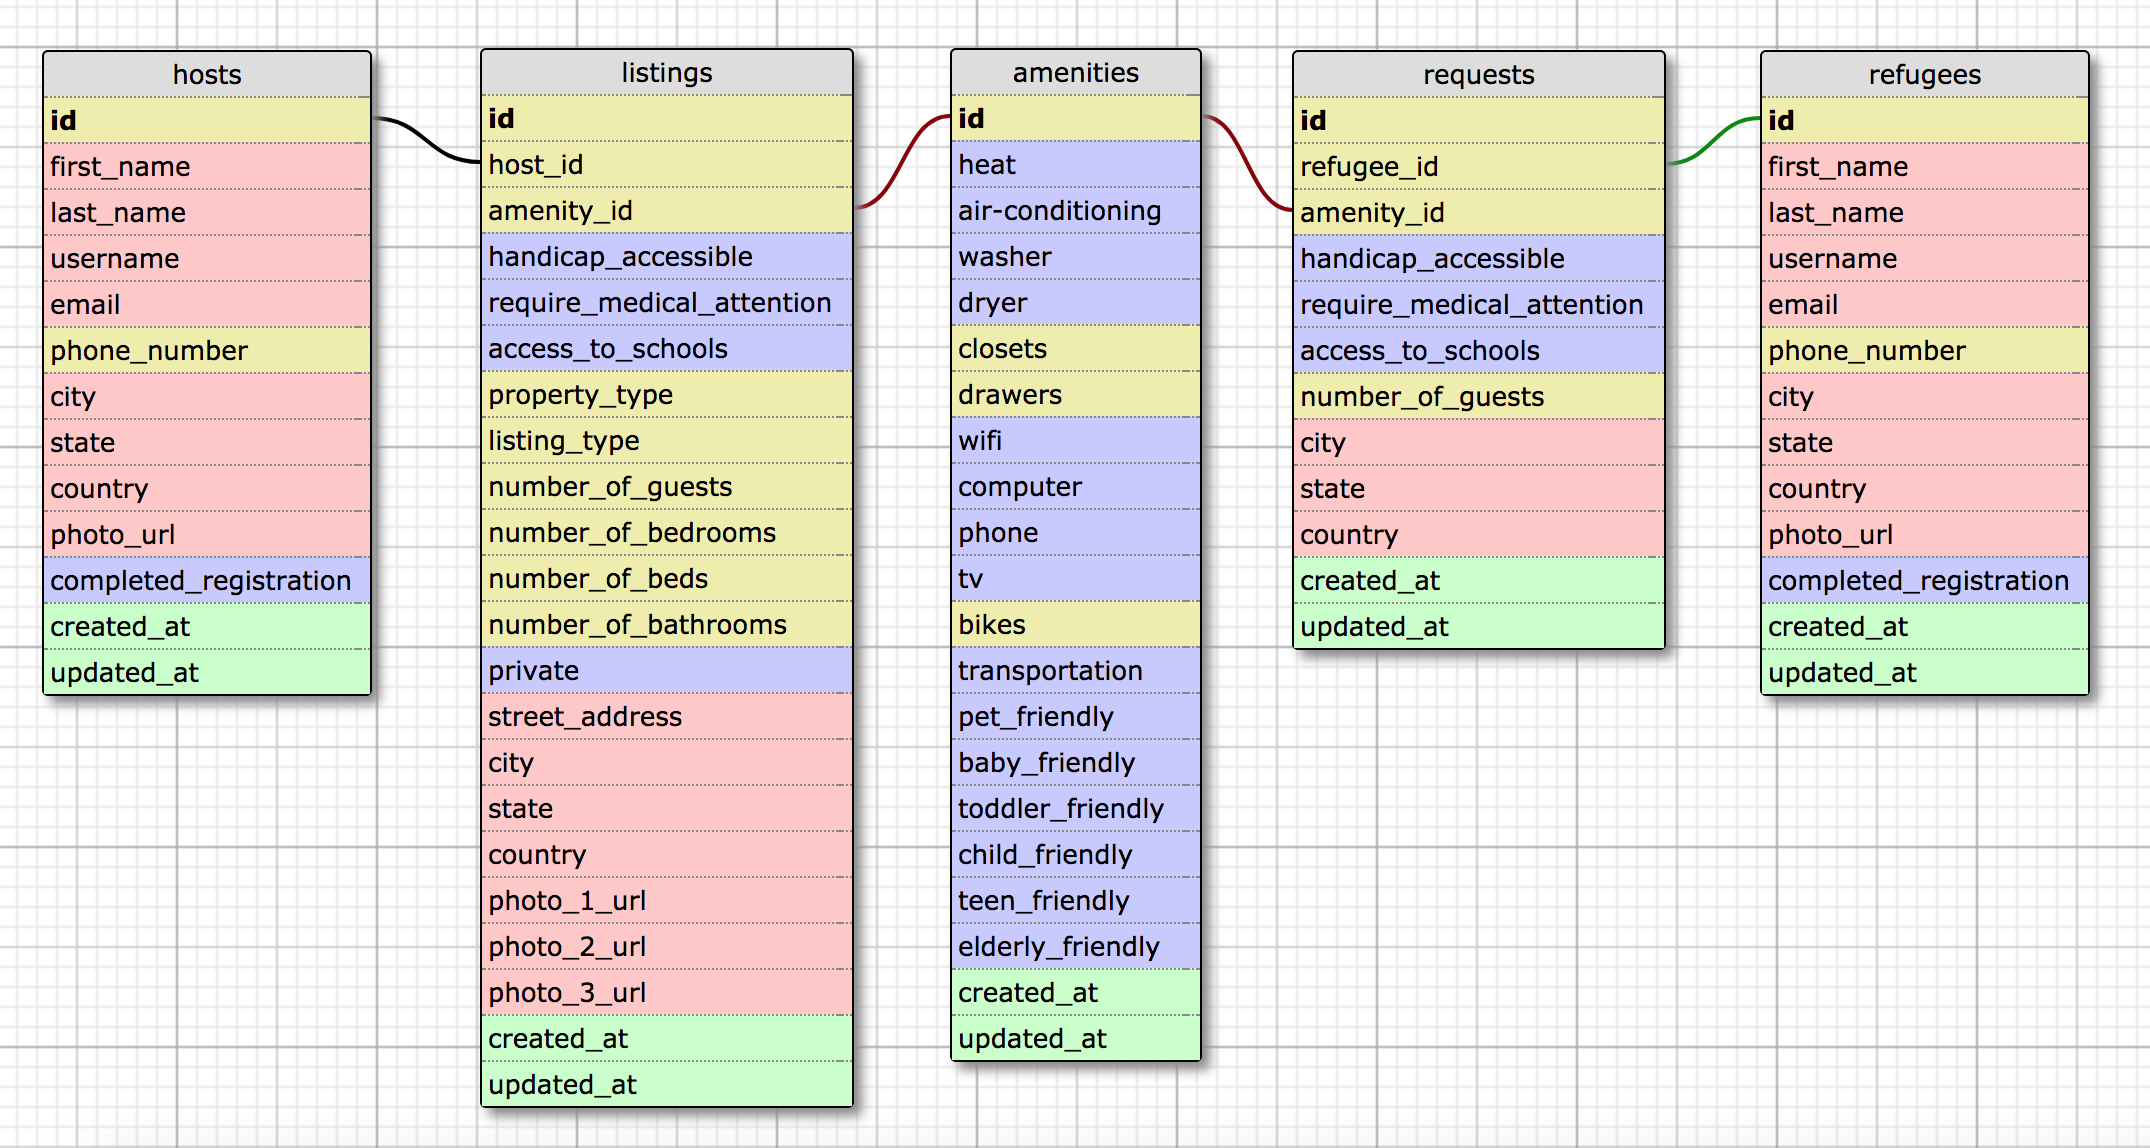 hosts
id
first_name
last_name
username
email
phone_number
city
state
country
photo_url
completed_registration
created_at
updated_at
listings
id
host_id
amenity_id
handicap_accessible
require_medical_attention
access_to_schools
property_type
listing_type
number_of_guests
number_of_bedrooms
number_of_beds
number_of_bathrooms
private
street_address
city
state
country
photo_1_url
photo_2_url
photo_3_url
created_at
updated_at
amenities
id
heat
air-conditioning
washer
dryer
closets
drawers
wifi
computer
phone
tv
bikes
transportation
pet_friendly
baby_friendly
toddler_friendly
child_friendly
teen_friendly
elderly_friendly
created_at
updated_at
requests
id
refugee_id
amenity_id
handicap_accessible
require_medical_attention
access_to_schools
number_of_guests
city
state
country
created_at
updated_at
refugees
id
first_name
last_name
username
email
phone_number
city
state
country
photo_url
completed_registration
created_at
updated_at